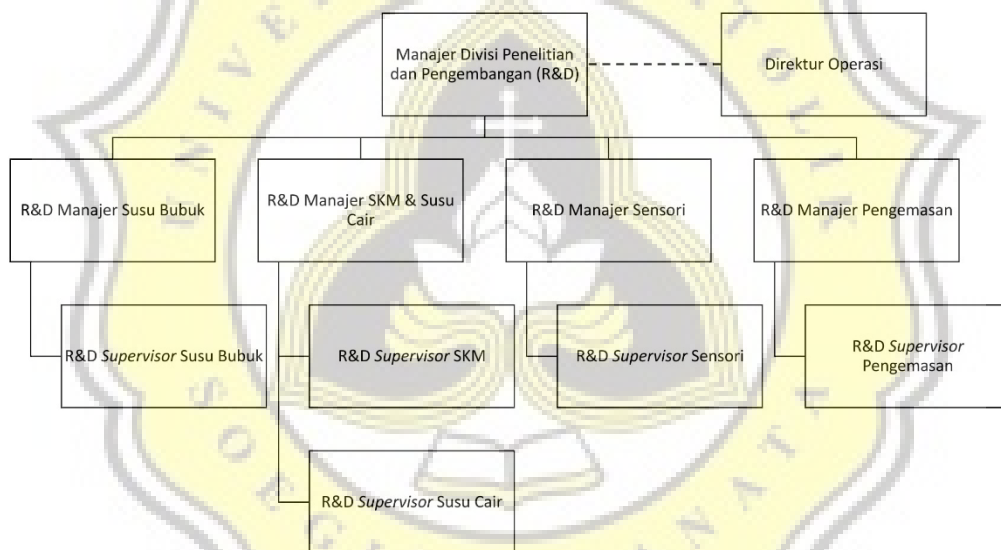 Manajer Divisi Penelitian
dan Pengembangan (R&D)
Direktur Operasi
R&D Manajer Susu Bubuk
R&D Manajer SKM & Susu
Cair
R&D Manajer Sensori
R&D Manajer Pengemasan
R&D Supervisor Susu Bubuk
R&D Supervisor SKM
R&D Supervisor Sensori
R&D Supervisor
Pengemasan
R&D Supervisor Susu Cair